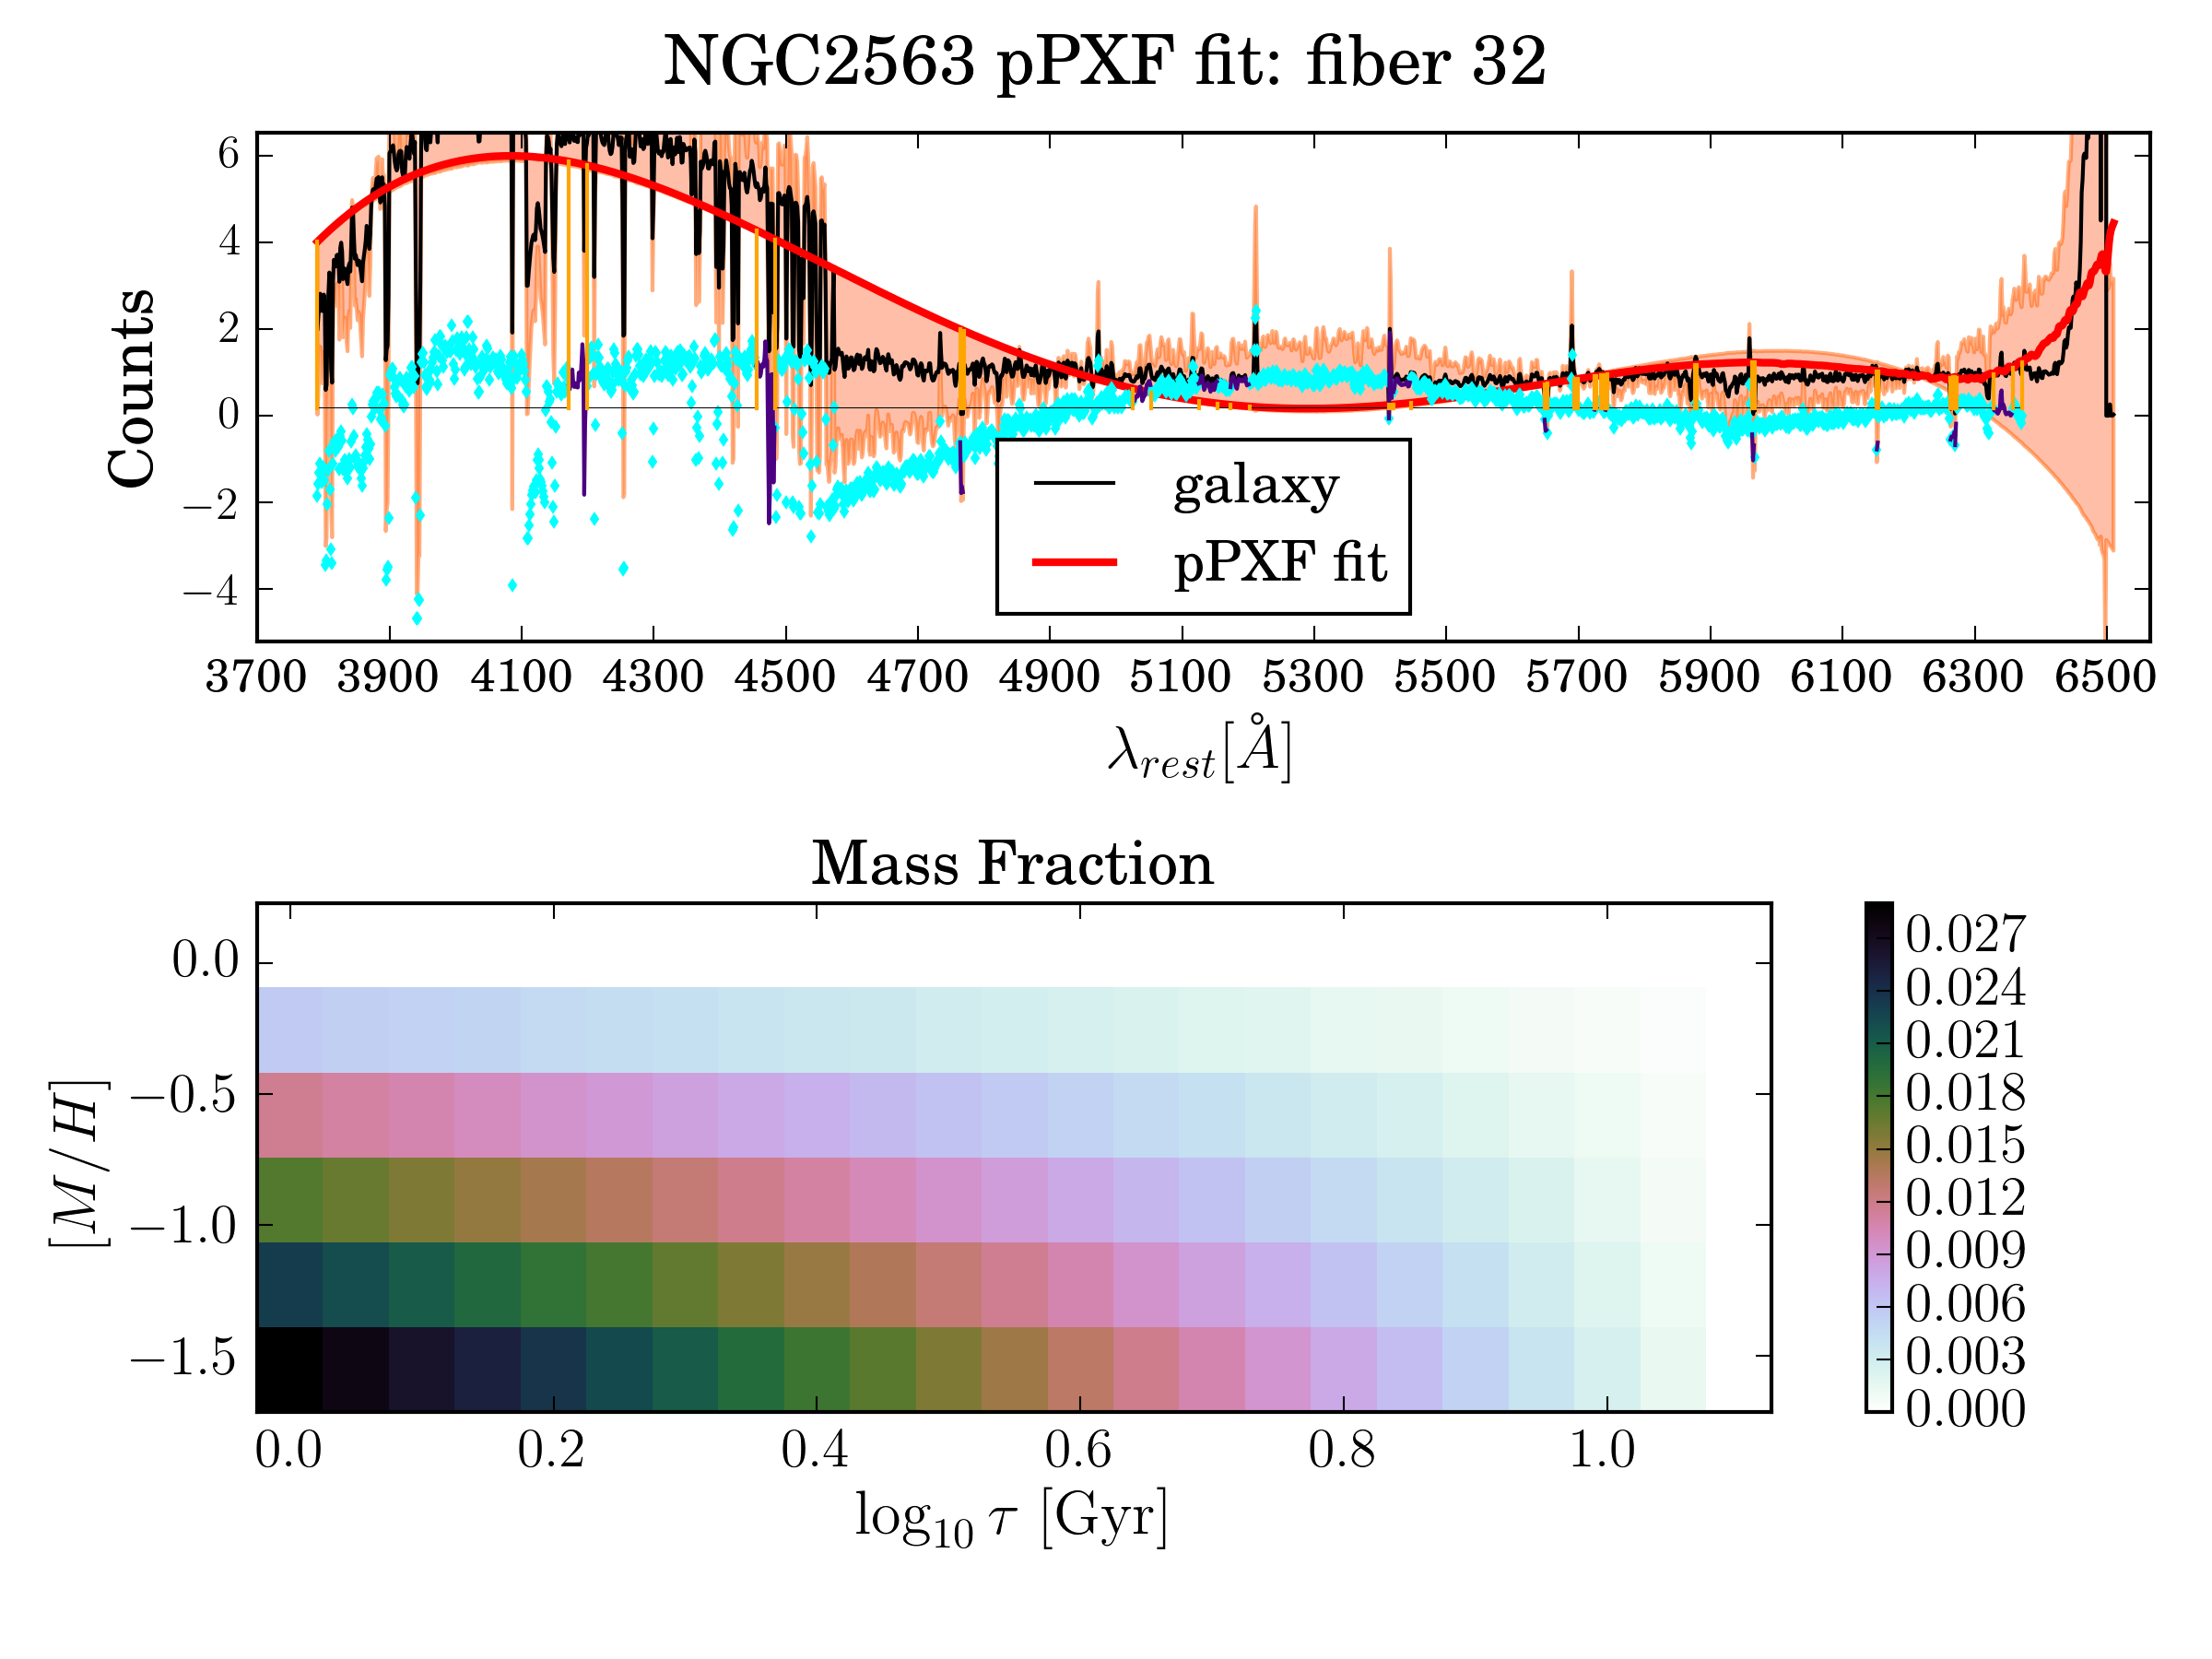 NGC2563 pPXF fit: fiber 32
6
4
2
0
−2
−4
Counts
galaxy
pPXF fit
3700 3900 4100 4300 4500 4700 4900 5100 5300 5500 5700 5900 6100 6300 6500
λrest[Å]
Mass Fraction
0.0
−0.5
−1.0
−1.5
[M/H]
0.027
0.024
0.021
0.018
0.015
0.012
0.009
0.006
0.003
0.000
0.0 0.2 0.4 0.6 0.8 1.0
log10 τ [Gyr]